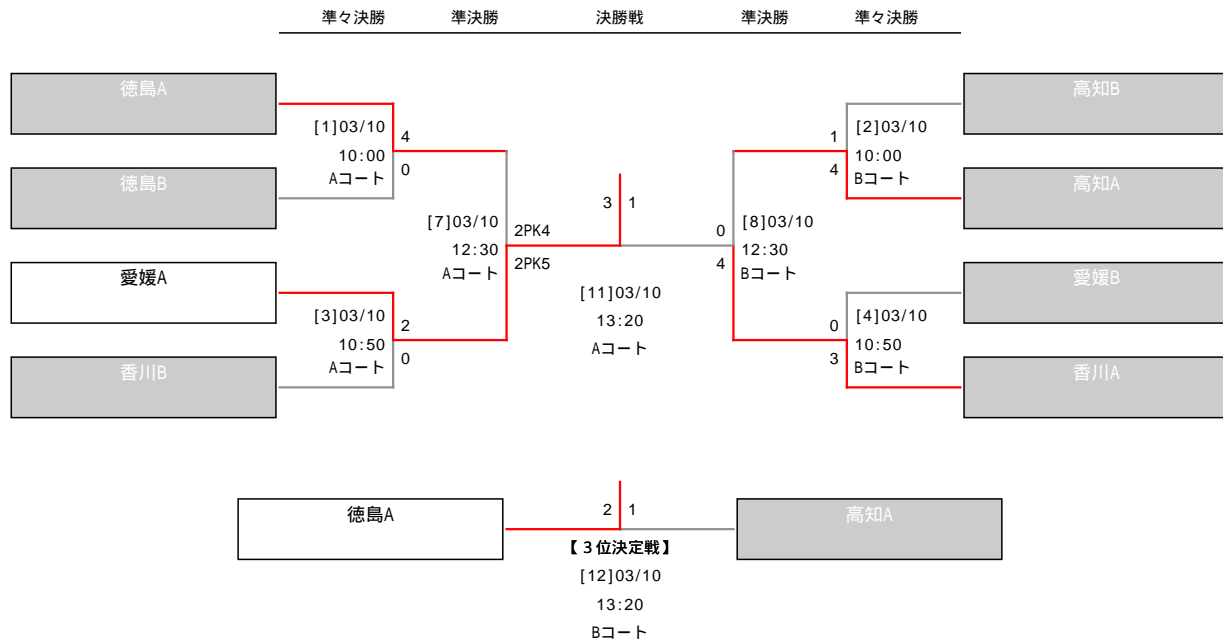 準々決勝 準決勝 決勝戦 準決勝 準々決勝
徳島A
高知B
[1]03/10
10:00
Aコート
4
0
1
4
[2]03/10
10:00
Bコート
徳島B
高知A
3 1
[7]03/10
12:30
Aコート
2PK4
2PK5
0
4
[8]03/10
12:30
Bコート
愛媛A
愛媛B
[11]03/10
13:20
Aコート
[3]03/10
10:50
Aコート
2
0
0
3
[4]03/10
10:50
Bコート
香川B
香川A
徳島A
2 1
高知A
【3位決定戦】
[12]03/10
13:20
Bコート